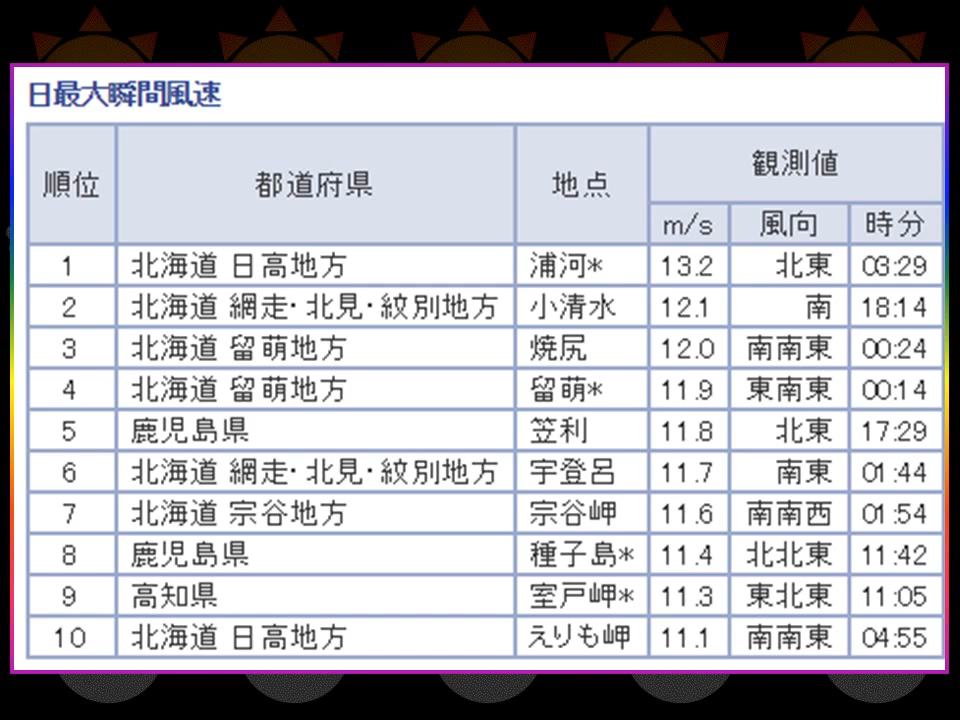 日最大瞬間風速
順位 都道府県 地点 観測値
m/s 風向 時分
1 北海道 日高地方 浦河* 13.2 北東 03:29
2 北海道 網走・北見・紋別地方 小清水 12.1 南 18:14
3 北海道 留萌地方 焼尻 12.0 南南東 00:24
4 北海道 留萌地方 留萌* 11.9 東南東 00:14
5 鹿児島県 笠利 11.8 北東 17:29
6 北海道 網走・北見・紋別地方 宇登呂 11.7 南東 01:44
7 北海道 宗谷地方 宗谷岬 11.6 南南西 01:54
8 鹿児島県 種子島* 11.4 北北東 11:42
9 高知県 室戸岬* 11.3 東北東 11:05
10 北海道 日高地方 えりも岬 11.1 南南東 04:55